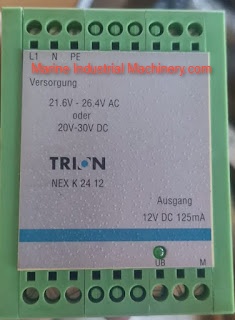 L1 N PE
Marine Industrial Machinery com
Versorgung
21.6V - 26.4V AC
oder
20V-30V DC
TRION
NEX K 24 12
Ausgang
12V DC 125mA
UB M